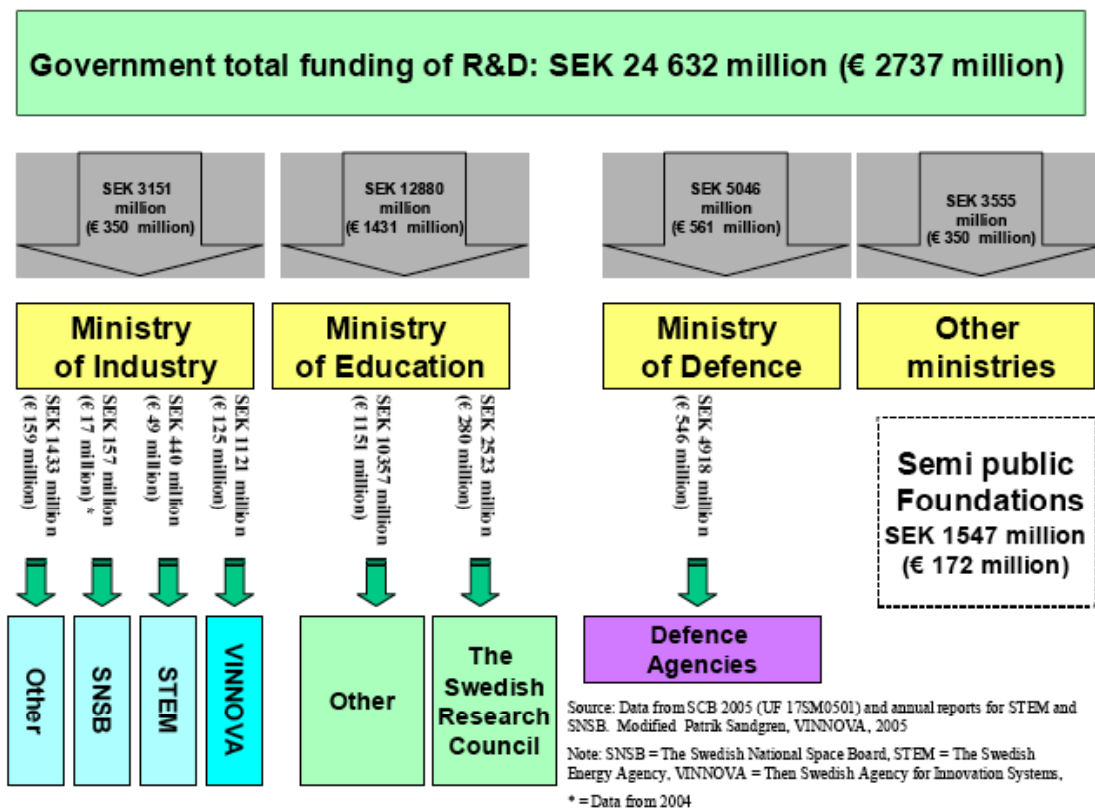 Government total funding of R&D: SEK 24 632 million (€ 2737 million)
SEK 3151
million
(€ 350 million)
SEK 12880
million
(€ 1431 million)
SEK 5046
million
(€ 561 million)
SEK 3555
million
(€ 350 million)
Ministry
of Industry
Ministry
of Education
Ministry
of Defence
Other
ministries
SEK 1433 million
(€ 159 million)
SEK 157 million
(€ 17 million) *
SEK 440 million
(€ 49 million)
SEK 1121 million
(€ 125 million)
SEK 10357 million
(€ 1151 million)
SEK 2523 million
(€ 280 million)
SEK 4918 million
(€ 546 million)
Semi public
Foundations
SEK 1547 million
(€ 172 million)
Other
SNSB
STEM
VINNOVA
Other
The
Swedish
Research
Council
Defence
Agencies
Source: Data from SCB 2005 (UF 17SM0501) and annual reports for STEM and
SNSB. Modified Patrik Sandgren, VINNOVA, 2005
Note: SNSB = The Swedish National Space Board, STEM = The Swedish
Energy Agency, VINNOVA = Then Swedish Agency for Innovation Systems,
* = Data from 2004